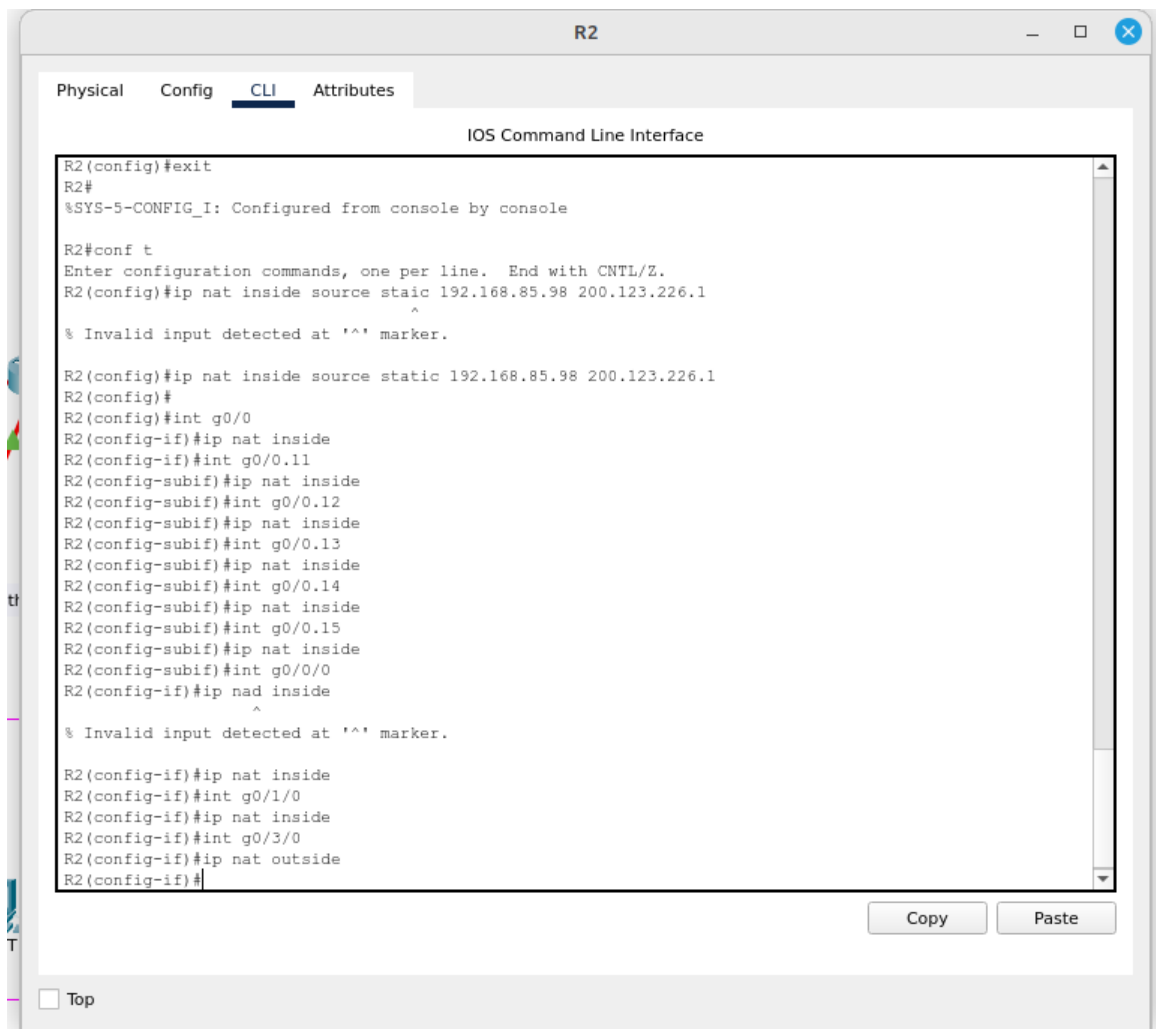 R2
Physical Config CLI Attributes
IOS Command Line Interface
R2(config)#exit
R2#
%SYS-5-CONFIG_I: Configured from console by console
R2#conf t
Enter configuration commands, one per line.  End with CNTL/Z.
R2(config)#ip nat inside source staic 192.168.85.98 200.123.226.1
^
% Invalid input detected at '^' marker.
R2(config)#ip nat inside source static 192.168.85.98 200.123.226.1
R2(config)#
R2(config)#int g0/0
R2(config-if)#ip nat inside
R2(config-if)#int g0/0.11
R2(config-subif)#ip nat inside
R2(config-subif)#int g0/0.12
R2(config-subif)#ip nat inside
R2(config-subif)#int g0/0.13
R2(config-subif)#ip nat inside
R2(config-subif)#int g0/0.14
R2(config-subif)#ip nat inside
R2(config-subif)#int g0/0.15
R2(config-subif)#ip nat inside
R2(config-subif)#int g0/0/0
R2(config-if)#ip nad inside
^
% Invalid input detected at '^' marker.
R2(config-if)#ip nat inside
R2(config-if)#int g0/1/0
R2(config-if)#ip nat inside
R2(config-if)#int g0/3/0
R2(config-if)#ip nat outside
R2(config-if)#
Copy Paste
Top